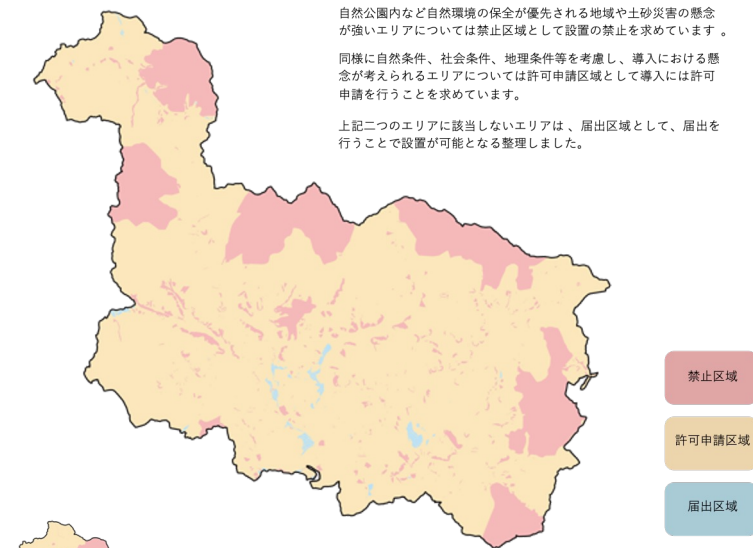 自然公園内など自然環境の保全が優先される地域や土砂災害の懸念
が強いエリアについては禁止区域として設置の禁止を求めています 。
同様に自然条件、社会条件、地理条件等を考慮し、導入における懸
念が考えられるエリアについては許可申請区域として導入には許可
申請を行うことを求めています。
上記二つのエリアに該当しないエリアは 、届出区域として、届出を
行うことで設置が可能となる整理しました。
禁止区域
許可申請区域
届出区域